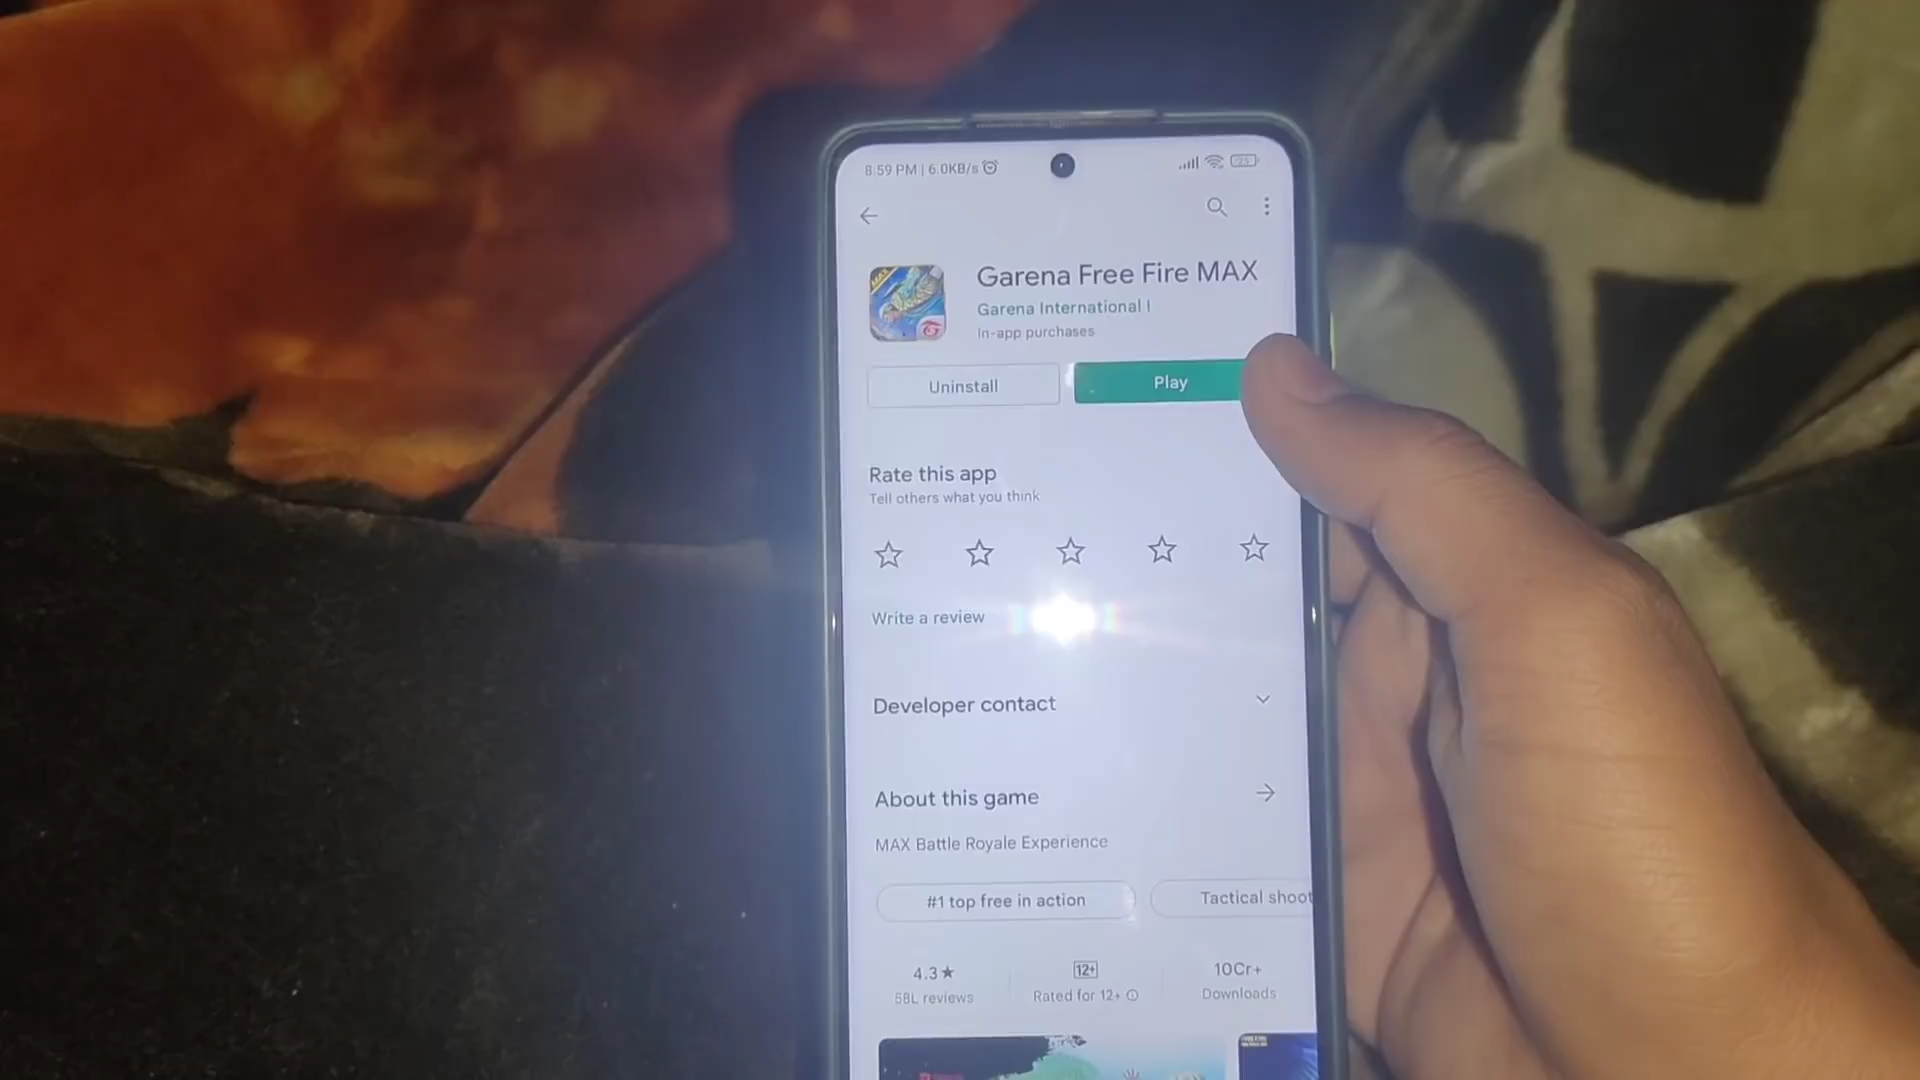 8:59 PM | 6.0KB/s
Garena Free Fire MAX
Garena International I
In-app purchases
Uninstall
Play
Rate this app
Tell others what you think
Write a review
Developer contact
About this game
MAX Battle Royale Experience
#1 top free in action
Tactical shoot
4.3★
12+
10Cr+
58L reviews
Rated for 12+
Downloads
MAX